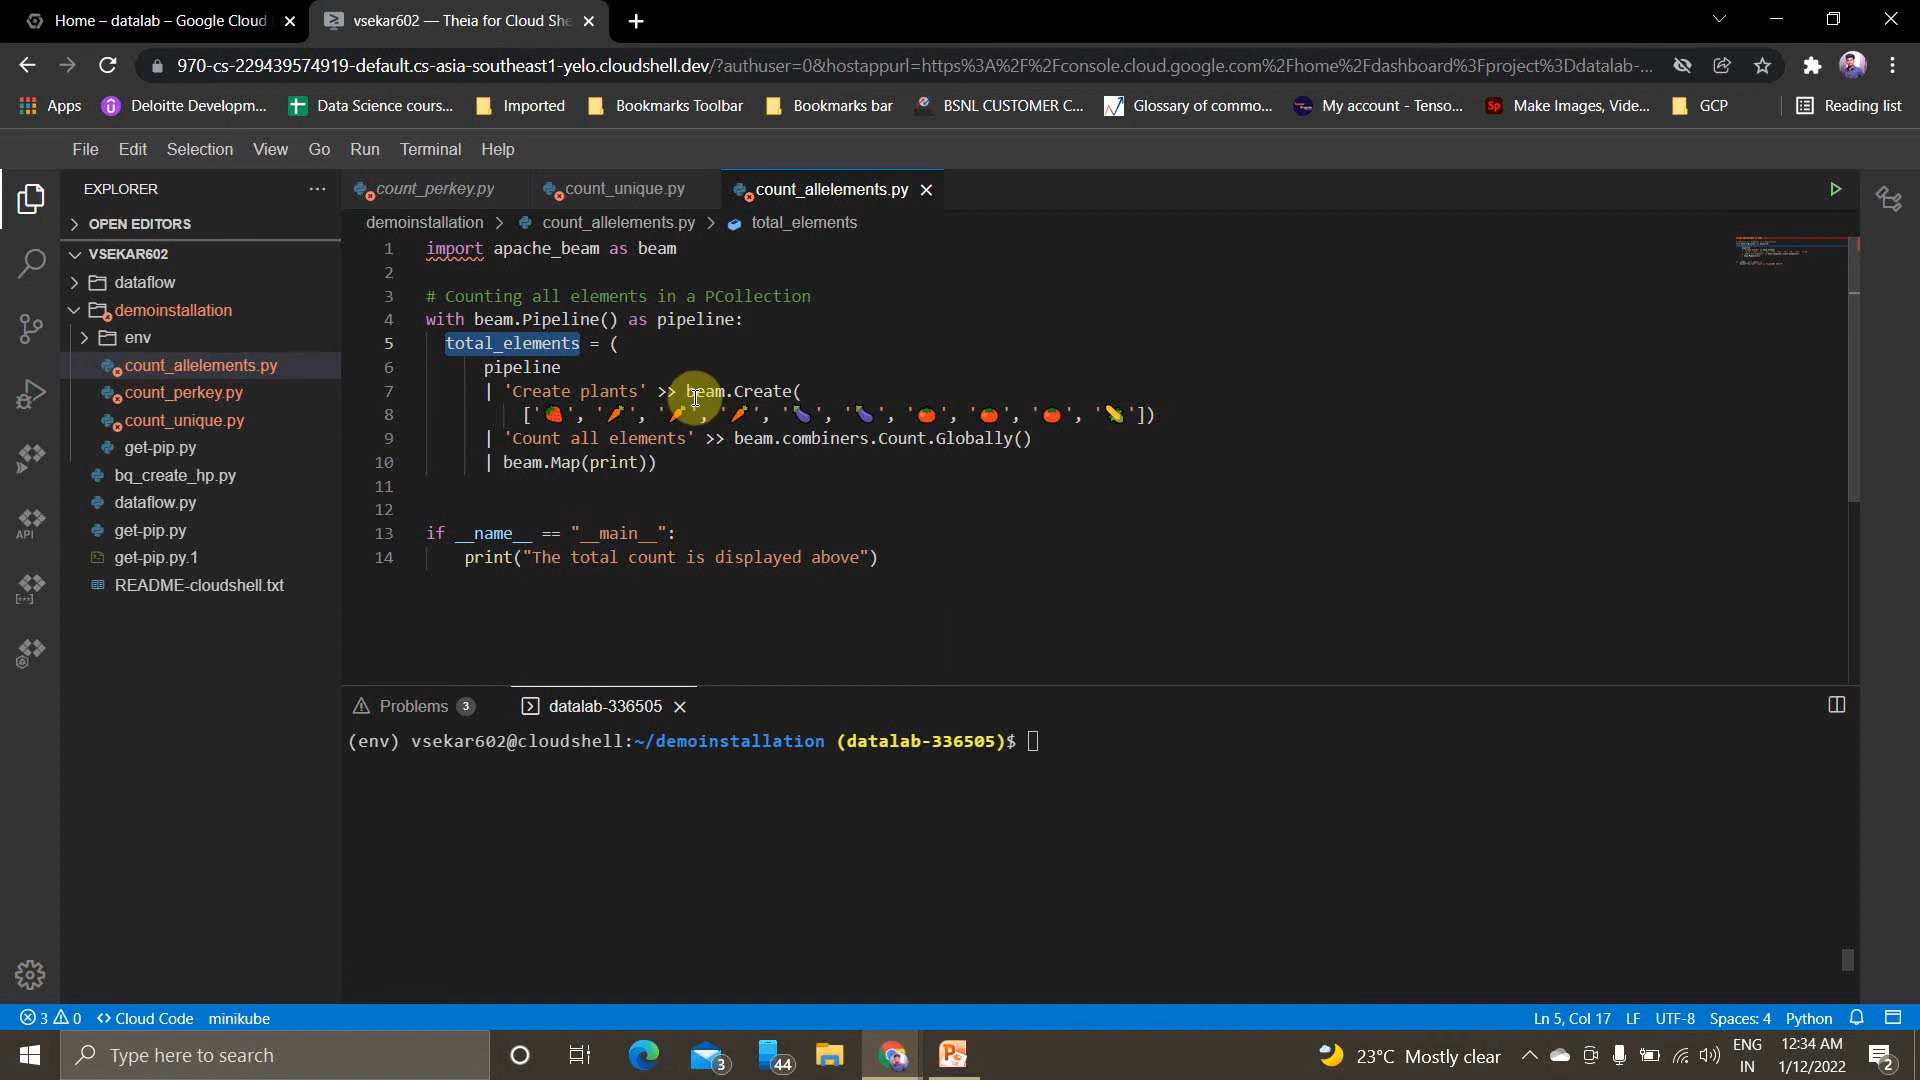 Home – datalab – Google Cloud
vsekar602 — Theia for Cloud She
970-cs-229439574919-default.cs-asia-southeast1-yelo.cloudshell.dev/?authuser=0&hostappurl=https%3A%2F%2Fconsole.cloud.google.com%2Fhome%2Fdashboard%3Fproject%3Ddatalab-...
Apps
Deloitte Developm...
Data Science cours...
Imported
Bookmarks Toolbar
Bookmarks bar
BSNL CUSTOMER C...
Glossary of commo...
My account - Tenso...
Sp
Make Images, Vide...
GCP
Reading list
File Edit Selection View Go Run Terminal Help
EXPLORER
OPEN EDITORS
VSEKAR602
dataflow
demoinstallation
env
count_allelements.py
count_perkey.py
count_unique.py
get-pip.py
bq_create_hp.py
dataflow.py
get-pip.py
get-pip.py.1
README-cloudshell.txt
API
count_perkey.py
count_unique.py
count_allelements.py
demoinstallation > count_allelements.py > total_elements
1 import apache_beam as beam
2
3 # Counting all elements in a PCollection
4 with beam.Pipeline() as pipeline:
5 total_elements = (
6 pipeline
7 | 'Create plants' >> beam.Create(
8 ['🍓', '🥕', '🥕', '🥕', '🍆', '🍆', '🍅', '🍅', '🍅', '🌽'])
9 | 'Count all elements' >> beam.combiners.Count.Globally()
10 | beam.Map(print))
11
12
13 if __name__ == "__main__":
14 print("The total count is displayed above")
Problems 3
datalab-336505
(env) vsekar602@cloudshell:~/demoinstallation (datalab-336505)$
3 0 <> Cloud Code minikube
Ln 5, Col 17 LF UTF-8 Spaces: 4 Python
Type here to search
3
44
23°C Mostly clear
ENG
IN
12:34 AM
1/12/2022
2